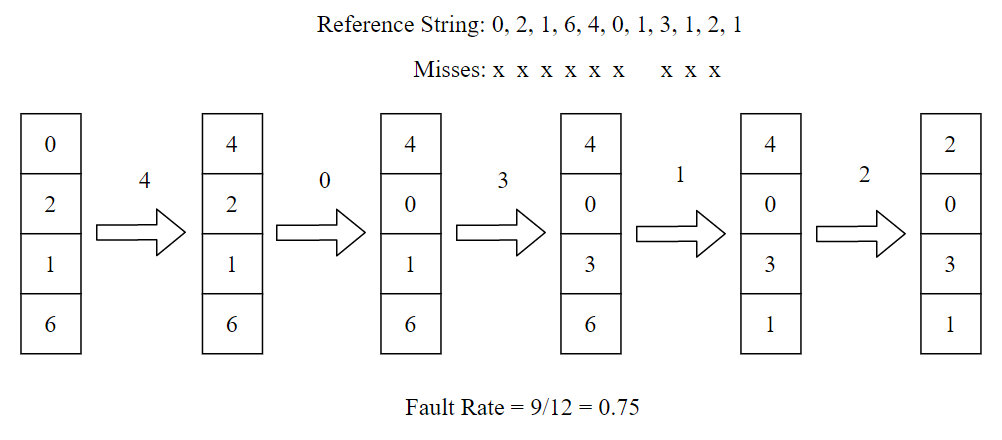 Reference String: 0, 2, 1, 6, 4, 0, 1, 3, 1, 2, 1
Misses: x x x x x x x x x
0 4 4 4 4 2
4 0 3 1 2
2 2 0 0 0 0
1 1 1 3 3 3
6 6 6 6 1 1
Fault Rate = 9/12 = 0.75